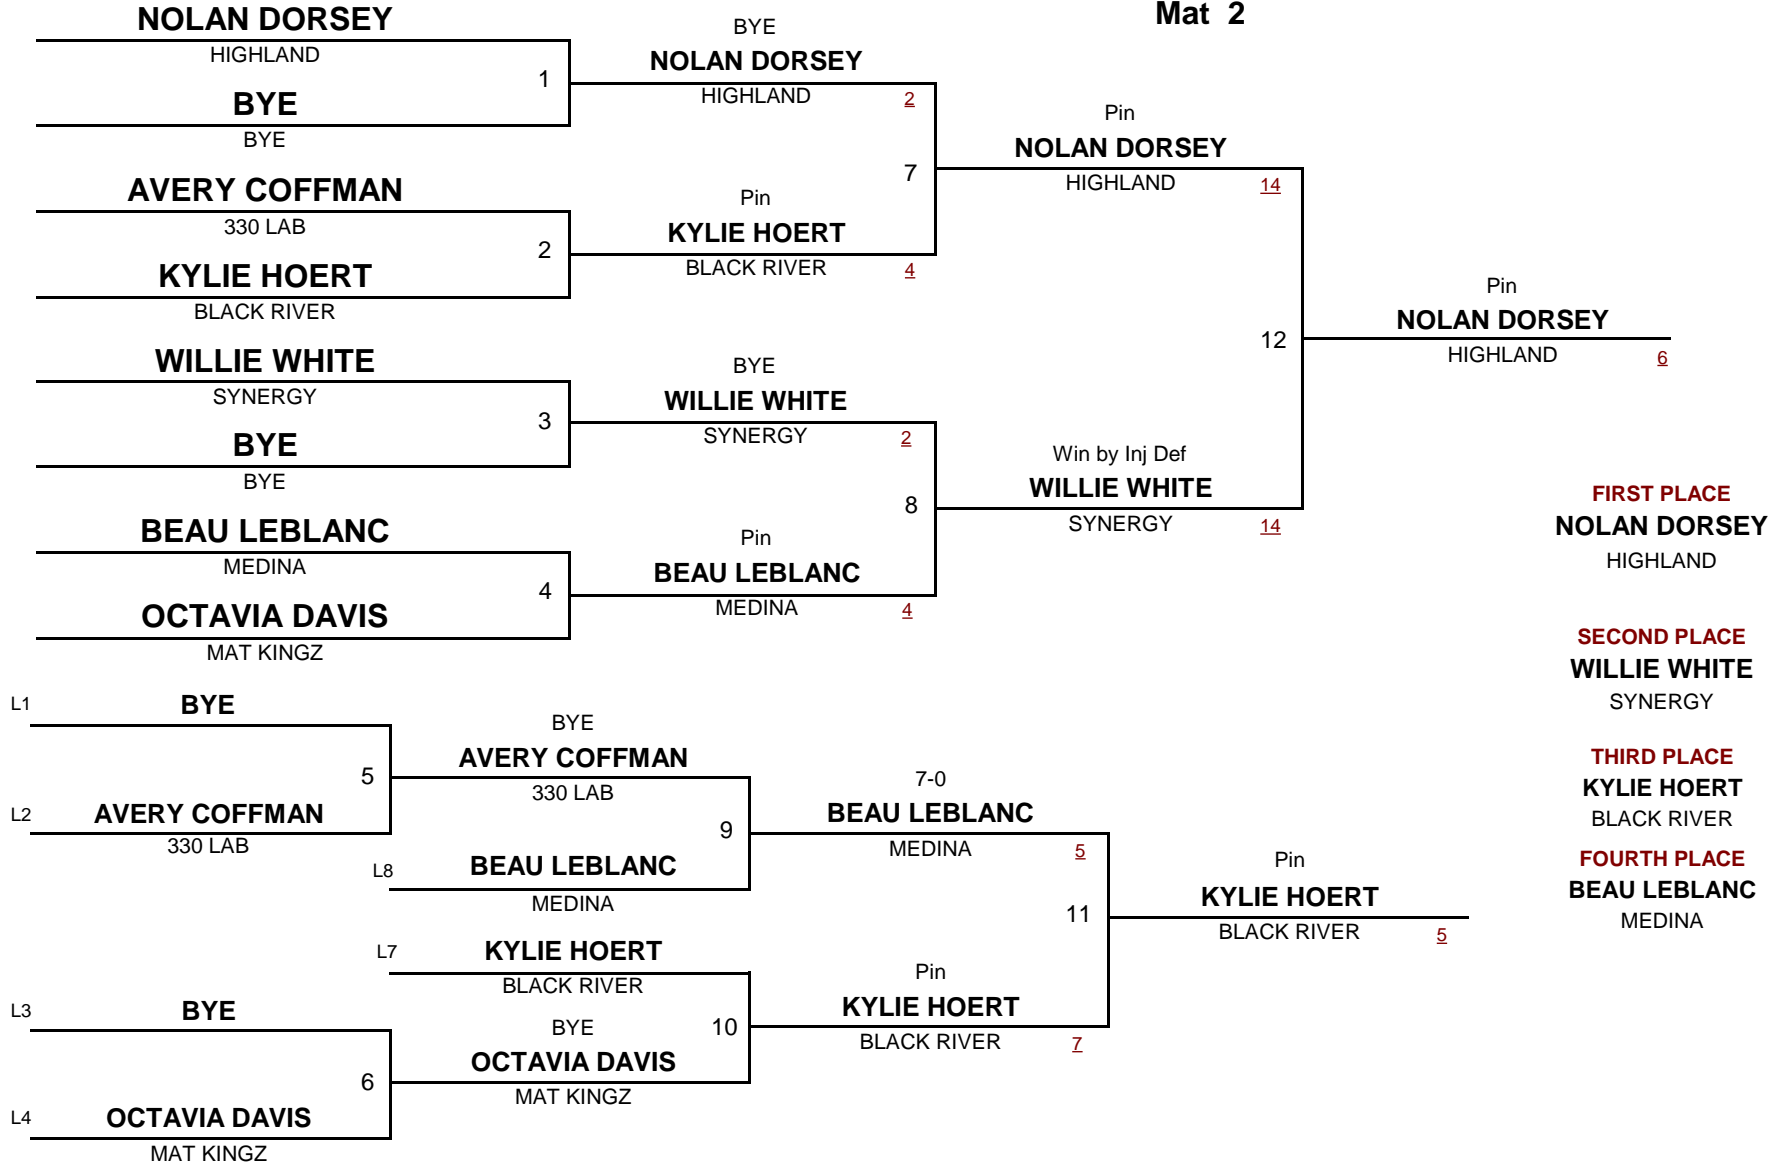 Mat 2
NOLAN DORSEY
HIGHLAND
1
BYE
BYE
AVERY COFFMAN
330 LAB
2
KYLIE HOERT
BLACK RIVER
WILLIE WHITE
SYNERGY
3
BYE
BYE
BEAU LEBLANC
MEDINA
4
OCTAVIA DAVIS
MAT KINGZ
BYE
NOLAN DORSEY
HIGHLAND 2
7
Pin
KYLIE HOERT
BLACK RIVER 4
BYE
WILLIE WHITE
SYNERGY 2
8
Pin
BEAU LEBLANC
MEDINA 4
Pin
NOLAN DORSEY
HIGHLAND 14
12
Win by Inj Def
WILLIE WHITE
SYNERGY 14
Pin
NOLAN DORSEY
HIGHLAND 6
FIRST PLACE
NOLAN DORSEY
HIGHLAND
SECOND PLACE
WILLIE WHITE
SYNERGY
THIRD PLACE
KYLIE HOERT
BLACK RIVER
FOURTH PLACE
BEAU LEBLANC
MEDINA
L1 BYE
5
L2 AVERY COFFMAN
330 LAB
L3 BYE
6
L4 OCTAVIA DAVIS
MAT KINGZ
BYE
AVERY COFFMAN
330 LAB
9
L8 BEAU LEBLANC
MEDINA
L7 KYLIE HOERT
BLACK RIVER
BYE 10
OCTAVIA DAVIS
MAT KINGZ
7-0
BEAU LEBLANC
MEDINA 5
11
Pin
KYLIE HOERT
BLACK RIVER 7
Pin
KYLIE HOERT
BLACK RIVER 5